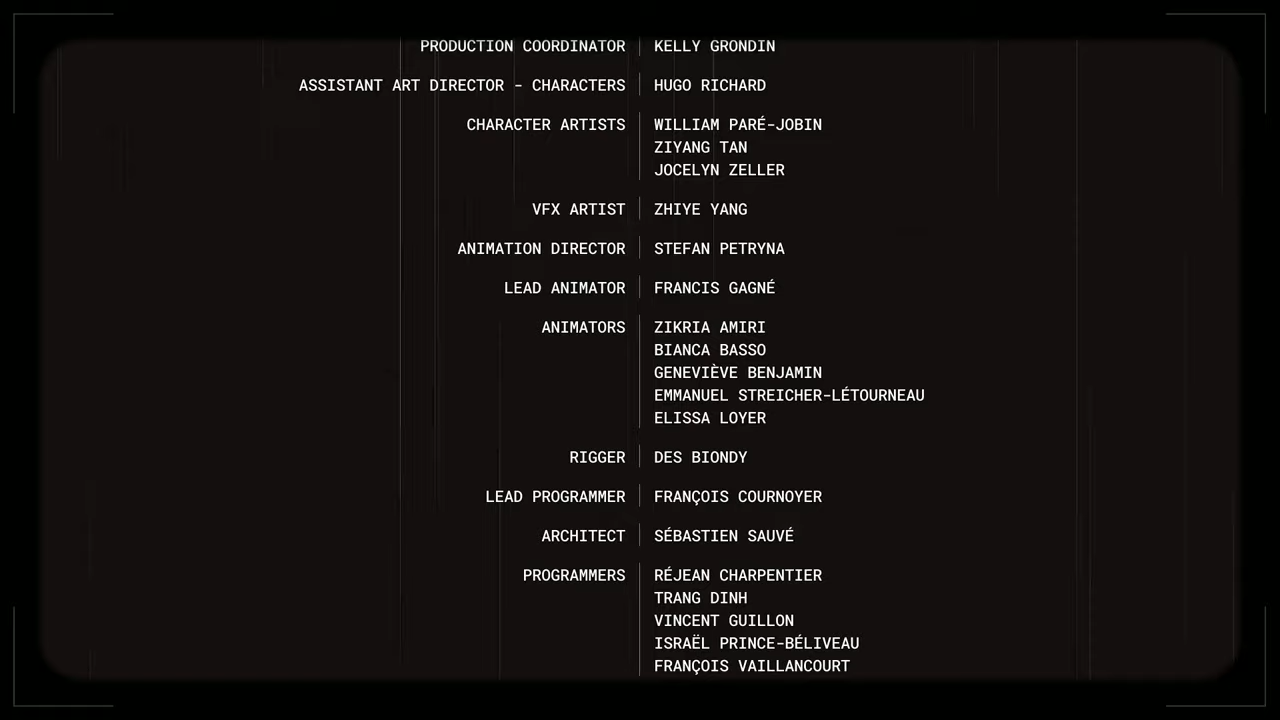 PRODUCTION COORDINATOR KELLY GRONDIN
ASSISTANT ART DIRECTOR - CHARACTERS HUGO RICHARD
CHARACTER ARTISTS WILLIAM PARÉ-JOBIN
ZIYANG TAN
JOCELYN ZELLER
VFX ARTIST ZHIYE YANG
ANIMATION DIRECTOR STEFAN PETRYNA
LEAD ANIMATOR FRANCIS GAGNÉ
ANIMATORS ZIKRIA AMIRI
BIANCA BASSO
GENEVIÈVE BENJAMIN
EMMANUEL STREICHER-LÉTOURNEAU
ELISSA LOYER
RIGGER DES BIONDY
LEAD PROGRAMMER FRANÇOIS COURNOYER
ARCHITECT SÉBASTIEN SAUVÉ
PROGRAMMERS RÉJEAN CHARPENTIER
TRANG DINH
VINCENT GUILLON
ISRAËL PRINCE-BÉLIVEAU
FRANÇOIS VAILLANCOURT